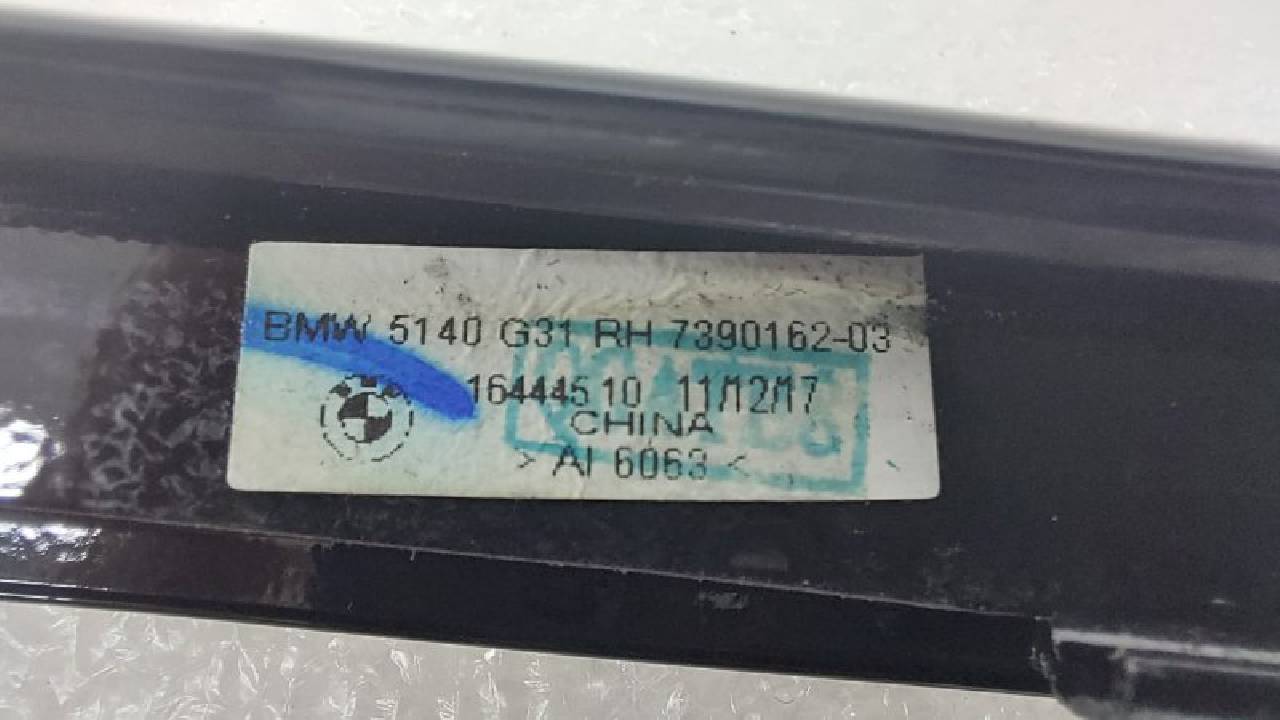 BMW 5140 G31 RH 7390162-03
16444510 11/12/17
CHINA
> Al 6063 <